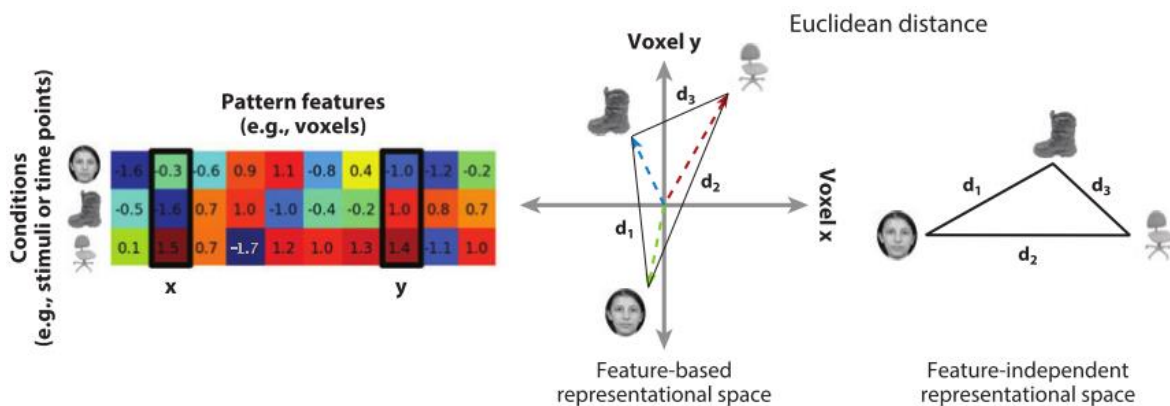 Euclidean distance
Pattern features
(e.g., voxels)
Conditions
(e.g., stimuli or time points)
-1.6 -0.3 -0.6 0.9 1.1 -0.8 0.4 -1.0 -1.2 -0.2
-0.5 -1.6 0.7 1.0 -1.0 -0.4 -0.2 1.0 0.8 0.7
0.1 1.5 0.7 -1.7 1.2 1.0 1.3 1.4 -1.1 1.0
x
y
Voxel y
Voxel x
d3
d2
d1
Feature-based
representational space
d1
d3
d2
Feature-independent
representational space